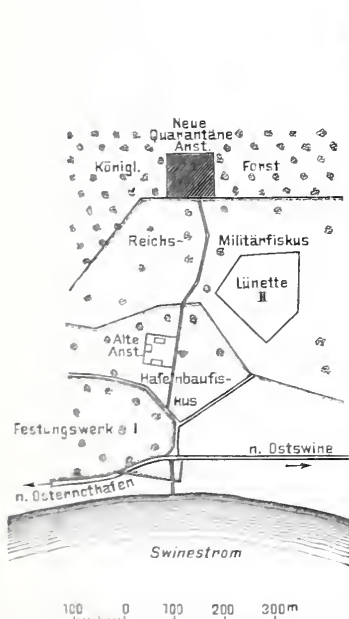 Neue
Quarantäne
Anst.
Königl. Forst
Reichs- Militärfiskus
Lünette
II
Alte
Anst.
Hafenbaufis-
kus
Festungswerk I
n. Ostswine
n. Osternothafen
Swinestrom
100 0 100 200 300m